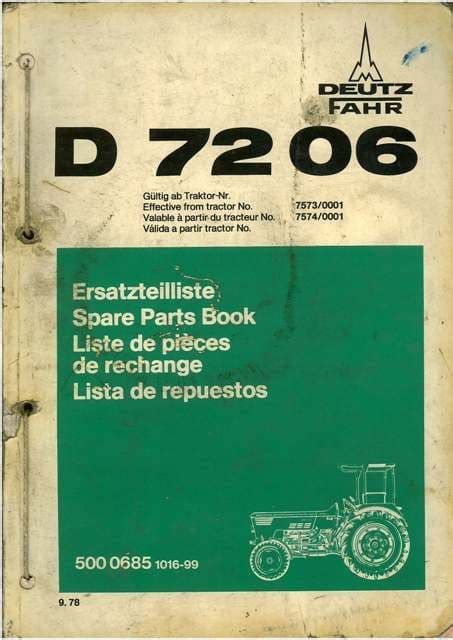 DEUTZ
FAHR
D 7206
Gültig ab Traktor-Nr.
Effective from tractor No. 7573/0001
Valable à partir du tracteur No. 7574/0001
Válida a partir tractor No.
Ersatzteilliste
Spare Parts Book
Liste de pièces
de rechange
Lista de repuestos
500 0685 1016-99
9. 78